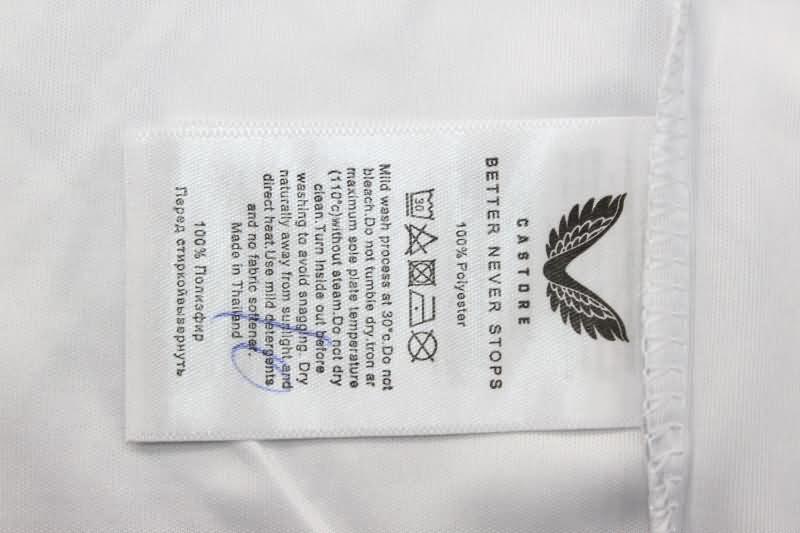 CASTORE
BETTER NEVER STOPS
100% Polyester
30
Mild wash process at 30°c.Do not
bleach.Do not tumble dry.Iron ar
maximum sole plate temperature
(110°c)without steam.Do not dry
clean.Turn Inside out before
washing to avoid snagging. Dry
naturally away from sunlight and
direct heat.Use mild detergents
and no fabric softener.
Made in Thailand
100% Полиэфир
Перед стиркойвывернуть